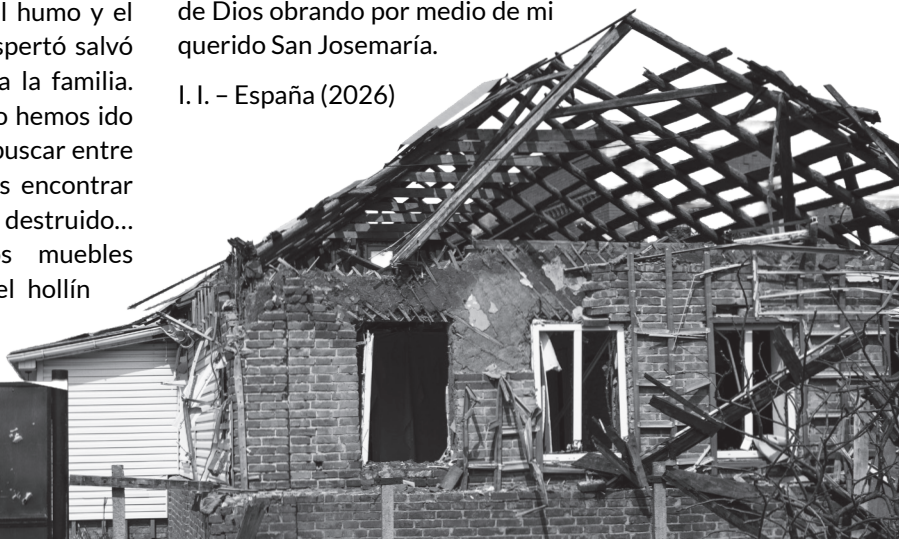 l humo y el
spertó salvó
a la familia.
o hemos ido
buscar entre
s encontrar
destruido...
os muebles
el hollín
de Dios obrando por medio de mi
querido San Josemaría.
I. I. – España (2026)